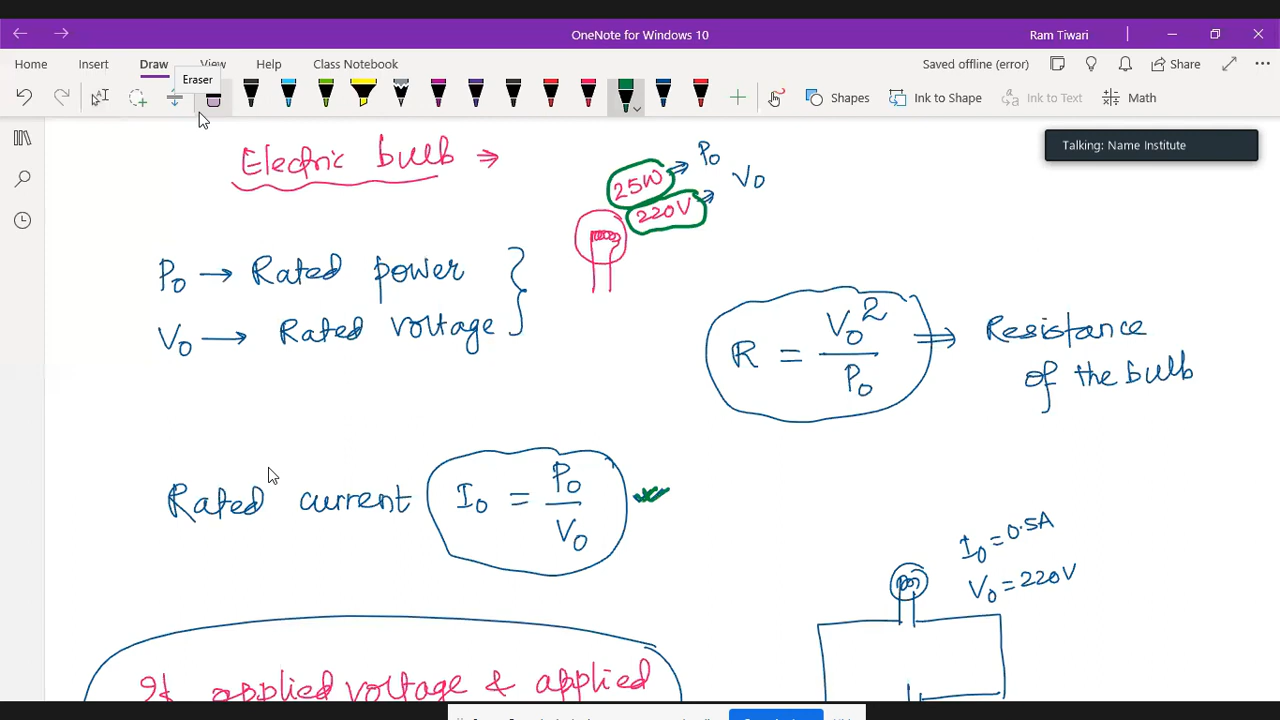 OneNote for Windows 10
Ram Tiwari
Home Insert Draw View Help Class Notebook
Saved offline (error)
Share
Eraser
Shapes
Ink to Shape
Ink to Text
Math
Talking: Name Institute
Electric bulb ⇒
25W → P₀
220V → V₀
P₀ → Rated power
V₀ → Rated voltage
R = V₀² / P₀ ⇒ Resistance
of the bulb
Rated current I₀ = P₀ / V₀
I₀ = 0.5A
V₀ = 220V
If applied voltage & applied